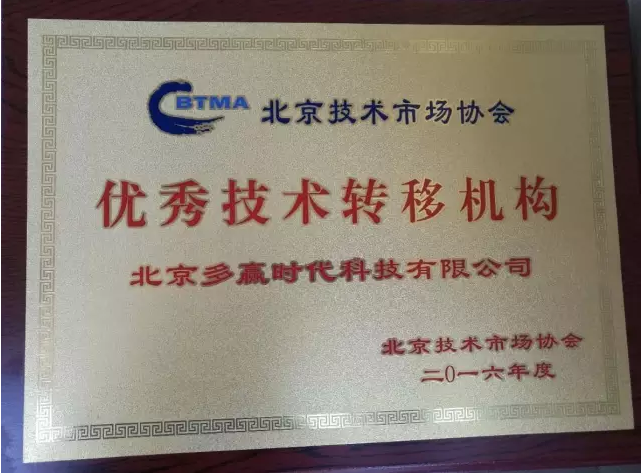 BTMA 北京技术市场协会
优秀技术转移机构
北京多赢时代科技有限公司
北京技术市场协会
二0一六年度